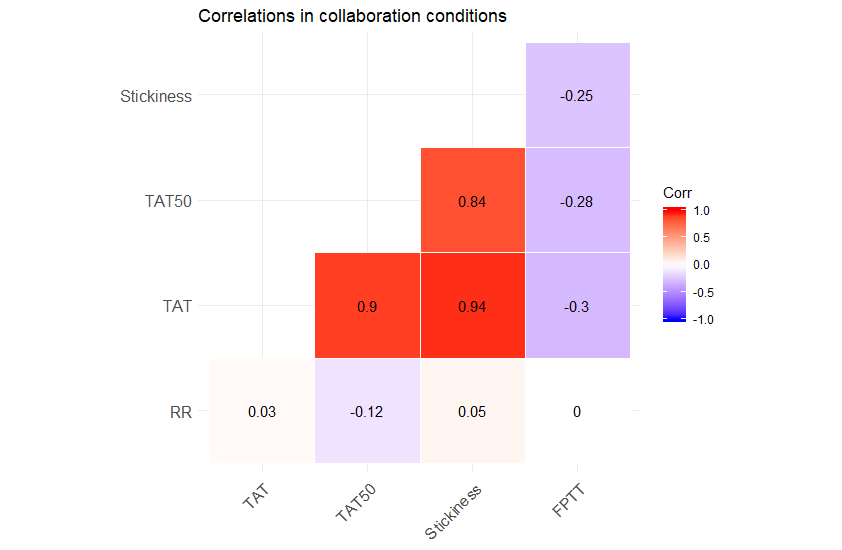 Correlations in collaboration conditions
Stickiness
-0.25
TAT50
0.84
-0.28
TAT
0.9
0.94
-0.3
RR
0.03
-0.12
0.05
0
TAT
TAT50
Stickiness
FPTT
Corr
1.0
0.5
0.0
-0.5
-1.0